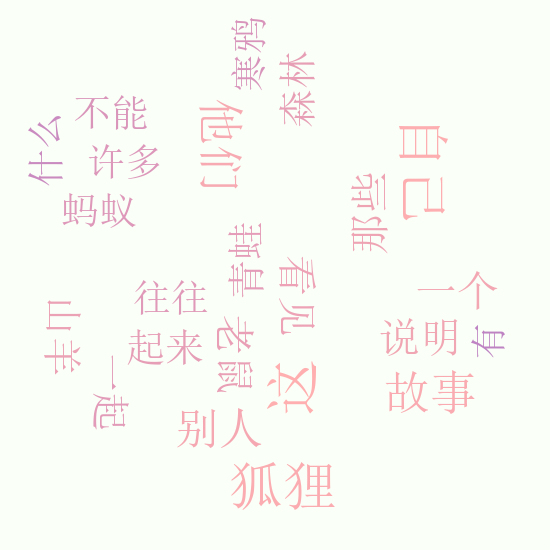 寒鸦
森林
不能
他们
什么
许多
自己
蚂蚁
那些
青蛙
看见
往往
一个
山羊
老鼠
起来
说明
有
一起
这
故事
别人
狐狸